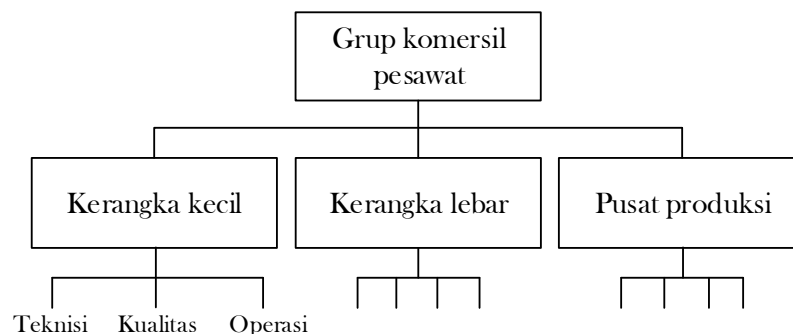 Grup komersil
pesawat
Kerangka kecil
Kerangka lebar
Pusat produksi
Teknisi
Kualitas
Operasi